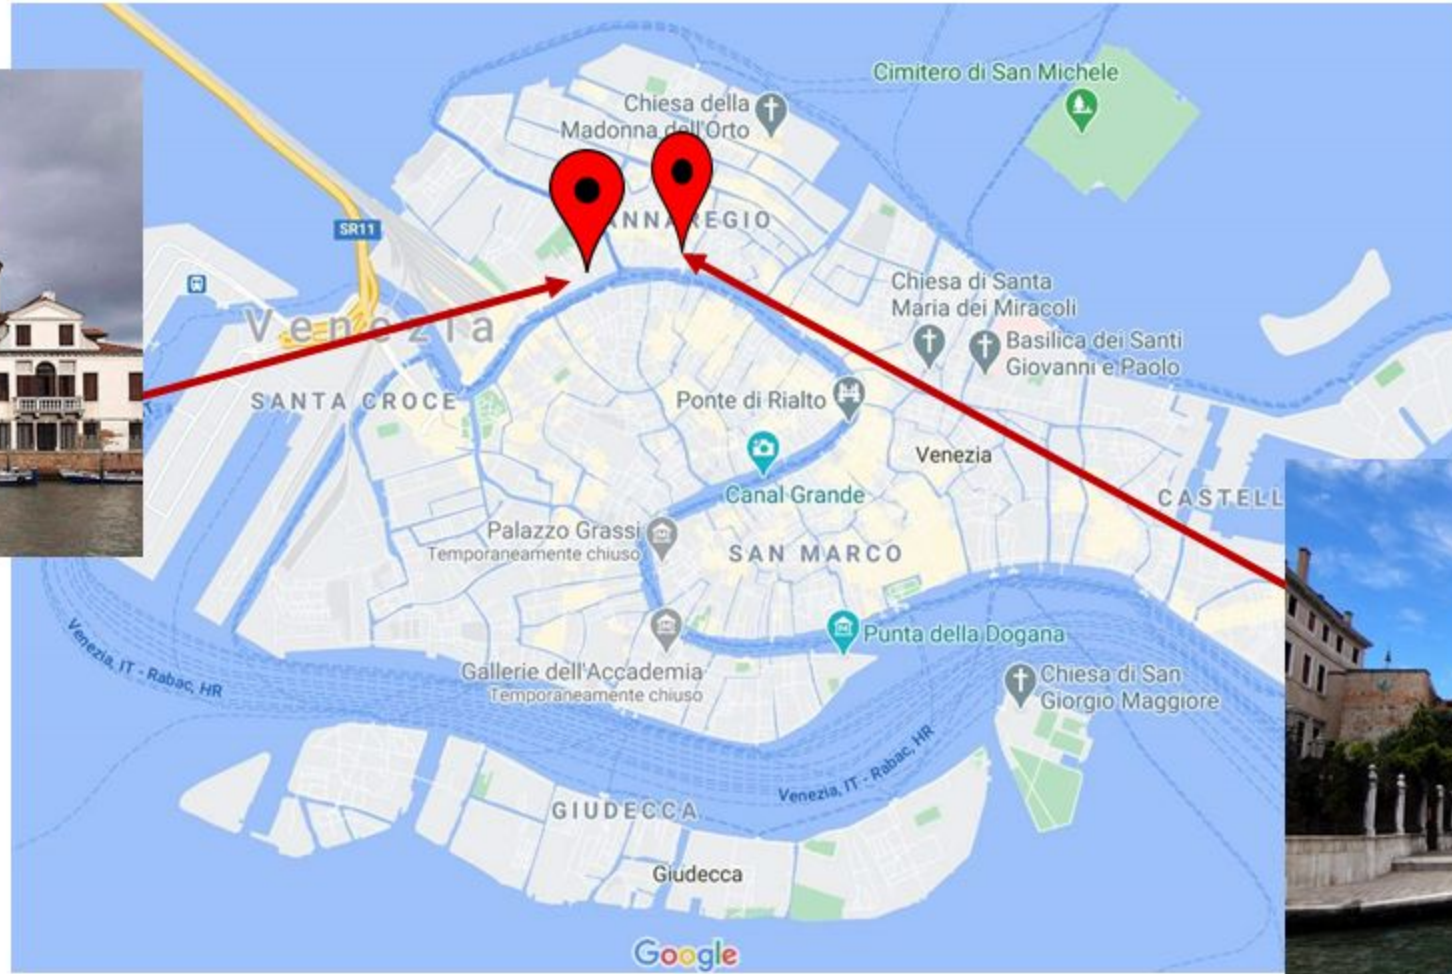 Cimitero di San Michele
Chiesa della
Madonna dell'Orto
SR11
ANNAREGIO
Chiesa di Santa
Maria dei Miracoli
Venezia
Basilica dei Santi
Giovanni e Paolo
SANTA CROCE
Ponte di Rialto
Venezia
Canal Grande
CASTELL
Palazzo Grassi
Temporaneamente chiuso
SAN MARCO
Punta della Dogana
Venezia, IT - Rabac, HR
Gallerie dell'Accademia
Temporaneamente chiuso
Chiesa di San
Giorgio Maggiore
Venezia, IT - Rabac, HR
GIUDECCA
Giudecca
Google